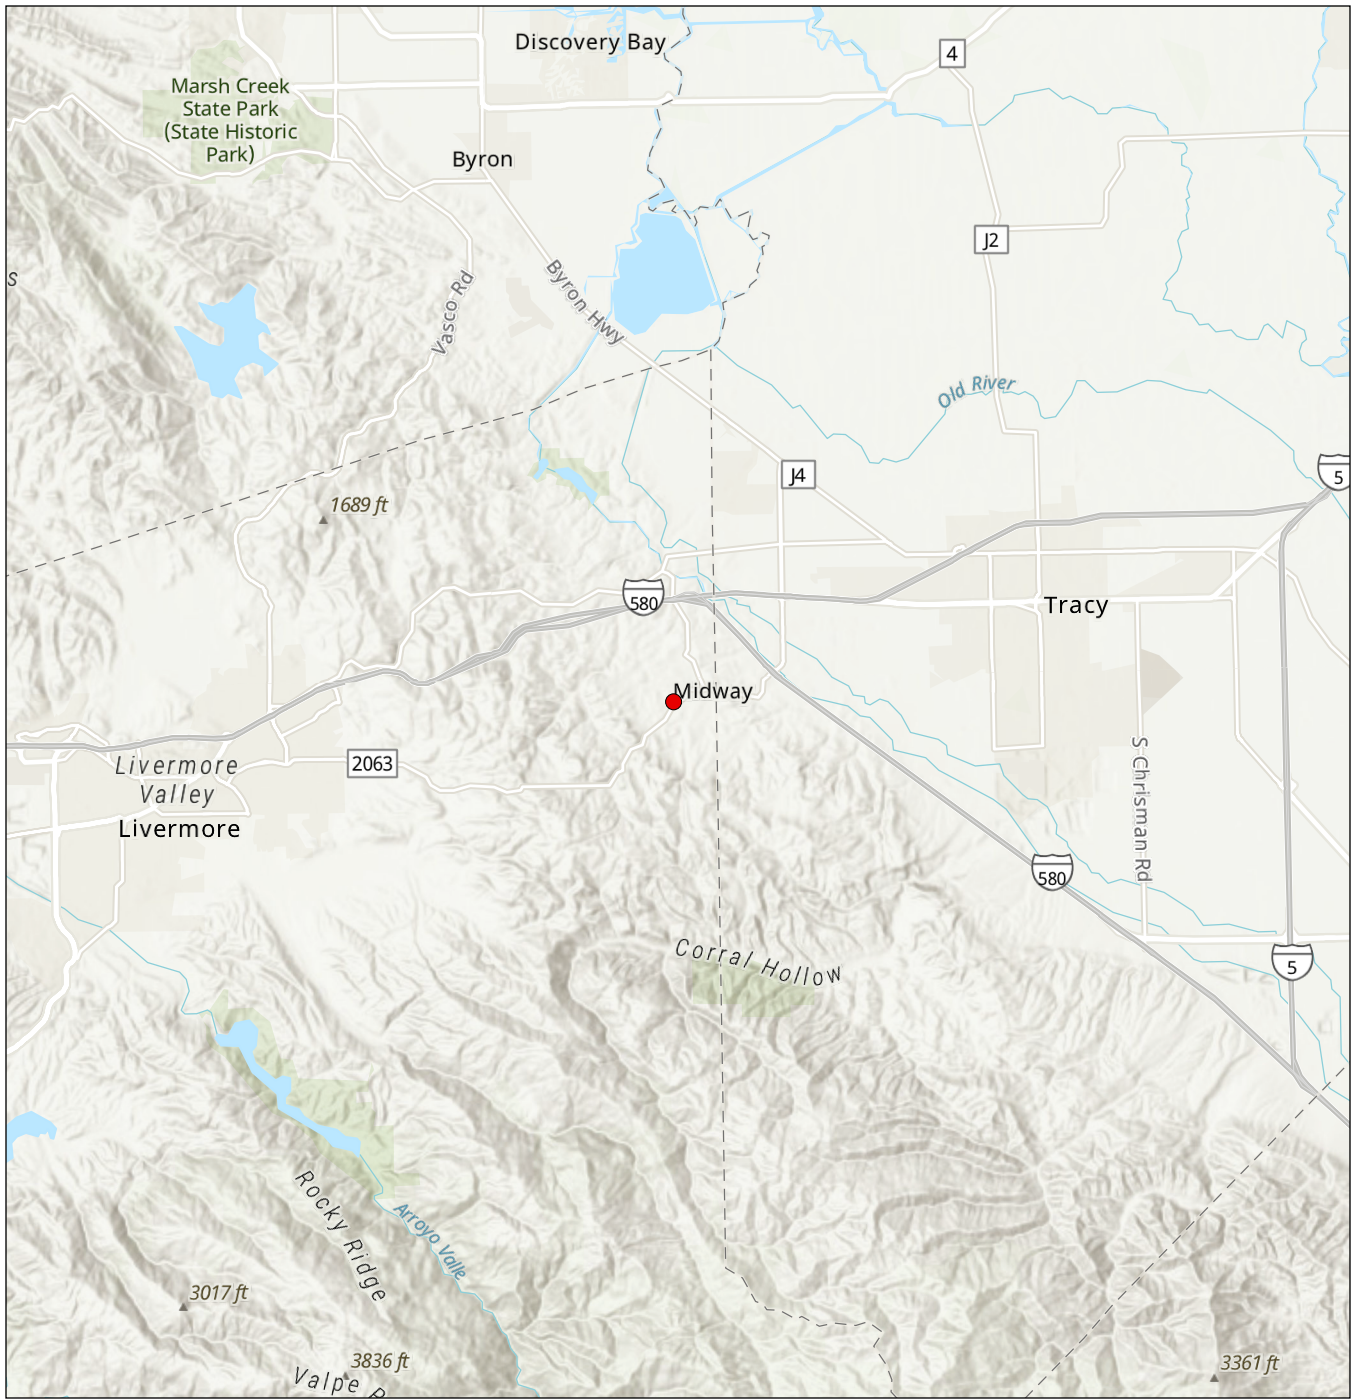 Discovery Bay
4
Marsh Creek
State Park
(State Historic
Park)
Byron
J2
s
Vasco Rd
Byron Hwy
Old River
J4
5
1689 ft
580
Tracy
Midway
2063
Livermore
Valley
Livermore
S Chrisman Rd
580
Corral Hollow
5
Rocky Ridge
Arroyo Valle
3017 ft
3836 ft
Valpe
3361 ft